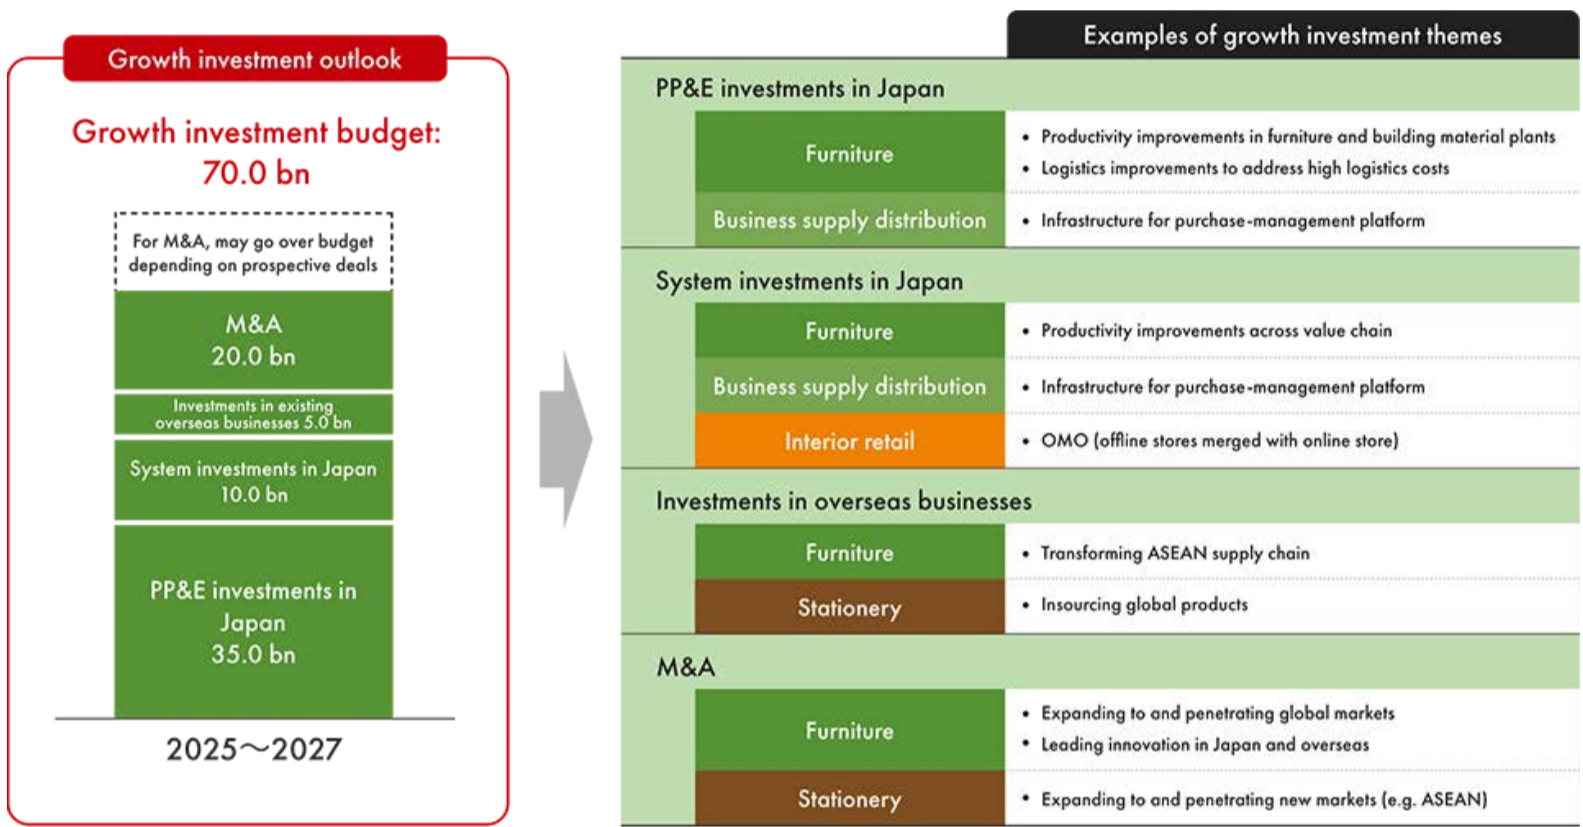 Growth investment outlook
Growth investment budget:
70.0 bn
For M&A, may go over budget
depending on prospective deals
M&A
20.0 bn
Investments in existing
overseas businesses 5.0 bn
System investments in Japan
10.0 bn
PP&E investments in
Japan
35.0 bn
2025～2027
Examples of growth investment themes
PP&E investments in Japan
Furniture
• Productivity improvements in furniture and building material plants
• Logistics improvements to address high logistics costs
Business supply distribution
• Infrastructure for purchase-management platform
System investments in Japan
Furniture
• Productivity improvements across value chain
Business supply distribution
• Infrastructure for purchase-management platform
Interior retail
• OMO (offline stores merged with online store)
Investments in overseas businesses
Furniture
• Transforming ASEAN supply chain
Stationery
• Insourcing global products
M&A
Furniture
• Expanding to and penetrating global markets
• Leading innovation in Japan and overseas
Stationery
• Expanding to and penetrating new markets (e.g. ASEAN)